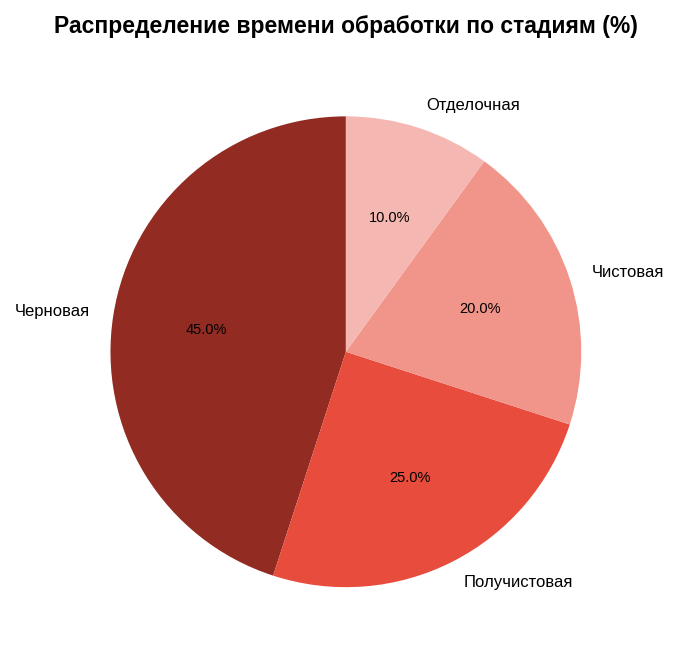 Распределение времени обработки по стадиям (%)
Отделочная
10.0%
Чистовая
20.0%
Черновая
45.0%
25.0%
Получистовая